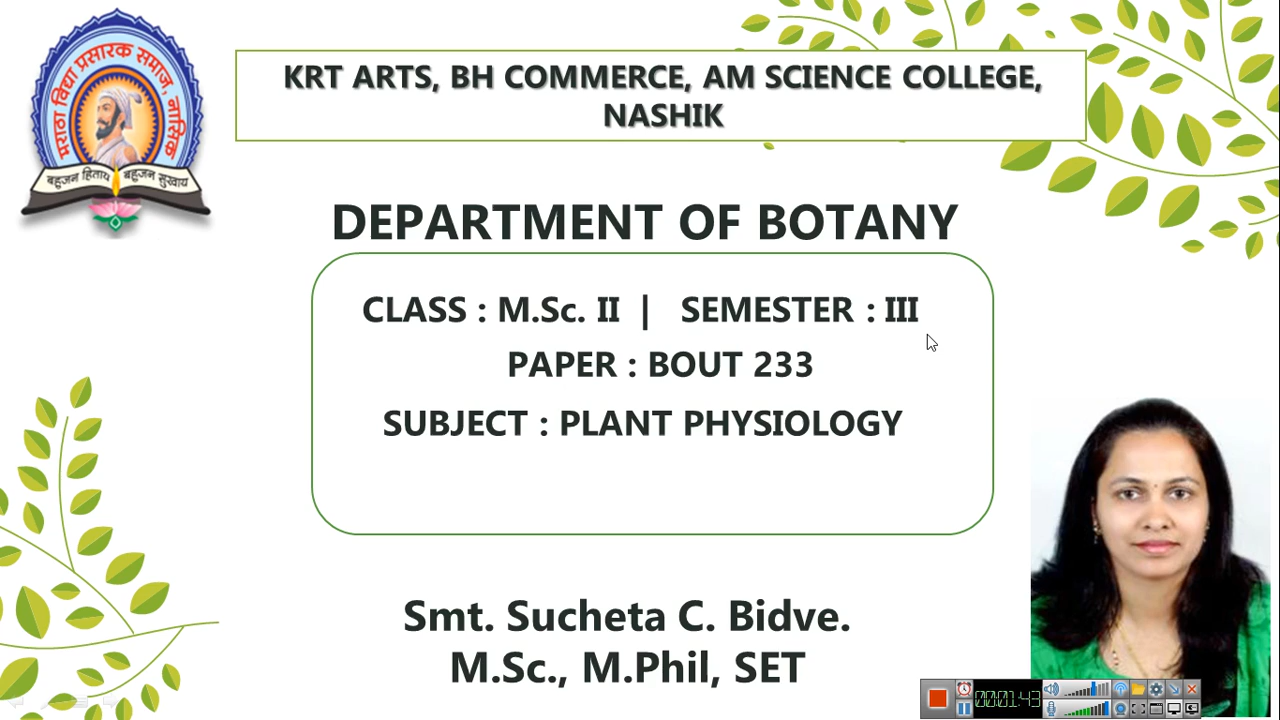 मराठा विद्या प्रसारक समाज, नाशिक
बहुजन हिताय बहुजन सुखाय
KRT ARTS, BH COMMERCE, AM SCIENCE COLLEGE,
NASHIK
DEPARTMENT OF BOTANY
CLASS : M.Sc. II | SEMESTER : III
PAPER : BOUT 233
SUBJECT : PLANT PHYSIOLOGY
Smt. Sucheta C. Bidve.
M.Sc., M.Phil, SET
000:01:43